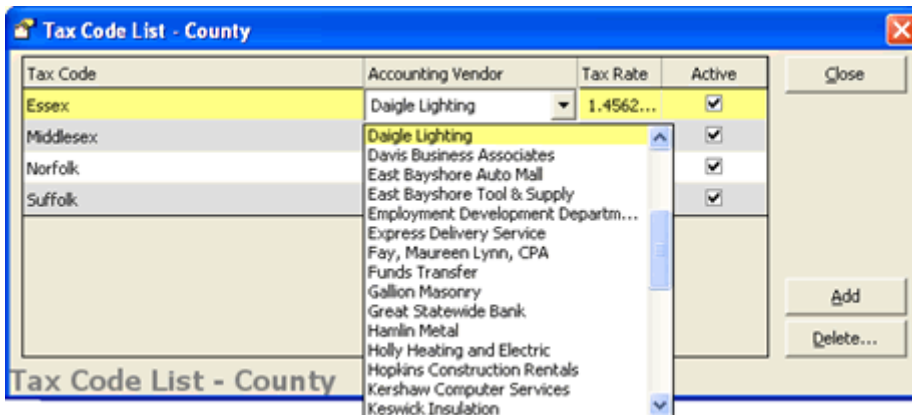 Tax Code List - County
Tax Code Accounting Vendor Tax Rate Active Close
Essex Daigle Lighting 1.4562...
Middlesex
Norfolk
Suffolk
Daigle Lighting
Davis Business Associates
East Bayshore Auto Mall
East Bayshore Tool & Supply
Employment Development Departm...
Express Delivery Service
Fay, Maureen Lynn, CPA
Funds Transfer
Gallion Masonry
Great Statewide Bank
Hamlin Metal
Holly Heating and Electric
Hopkins Construction Rentals
Kershaw Computer Services
Keswick Insulation
Add
Delete...
Tax Code List - County